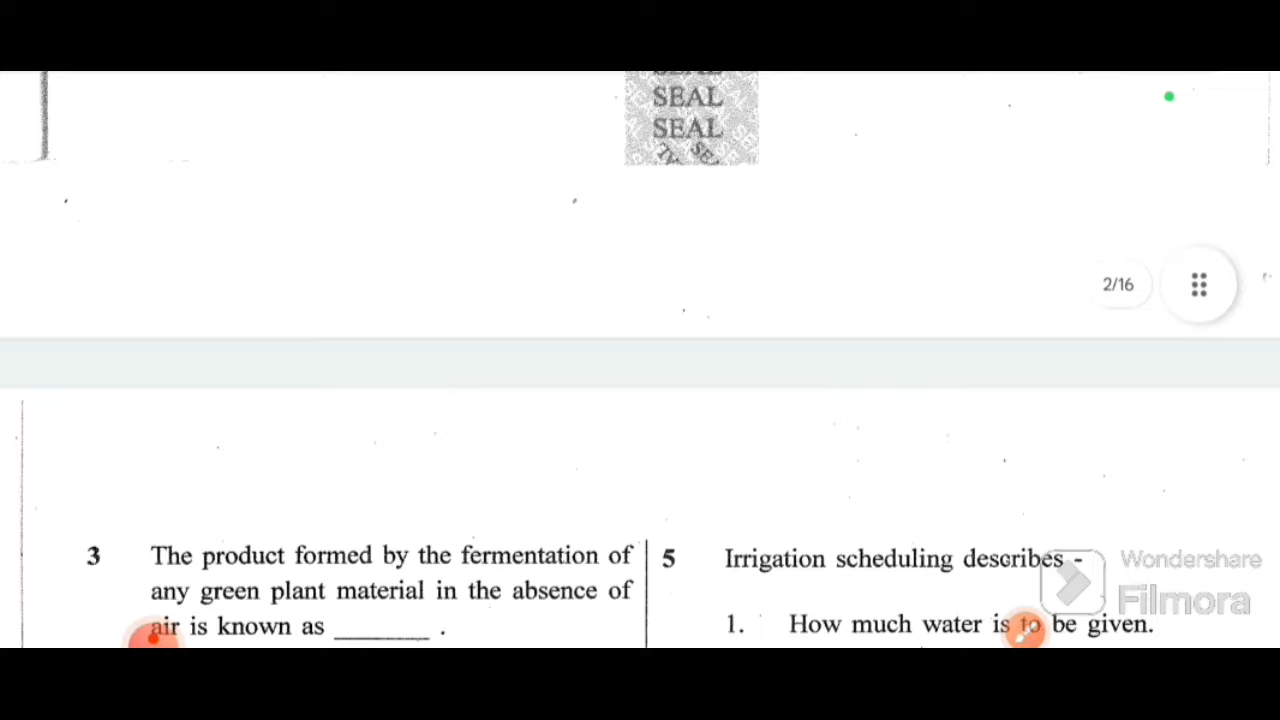 SEAL
SEAL
SEAL
2/16
3 The product formed by the fermentation of
any green plant material in the absence of
air is known as _______ .
5 Irrigation scheduling describes -
1. How much water is to be given.
Wondershare
Filmora